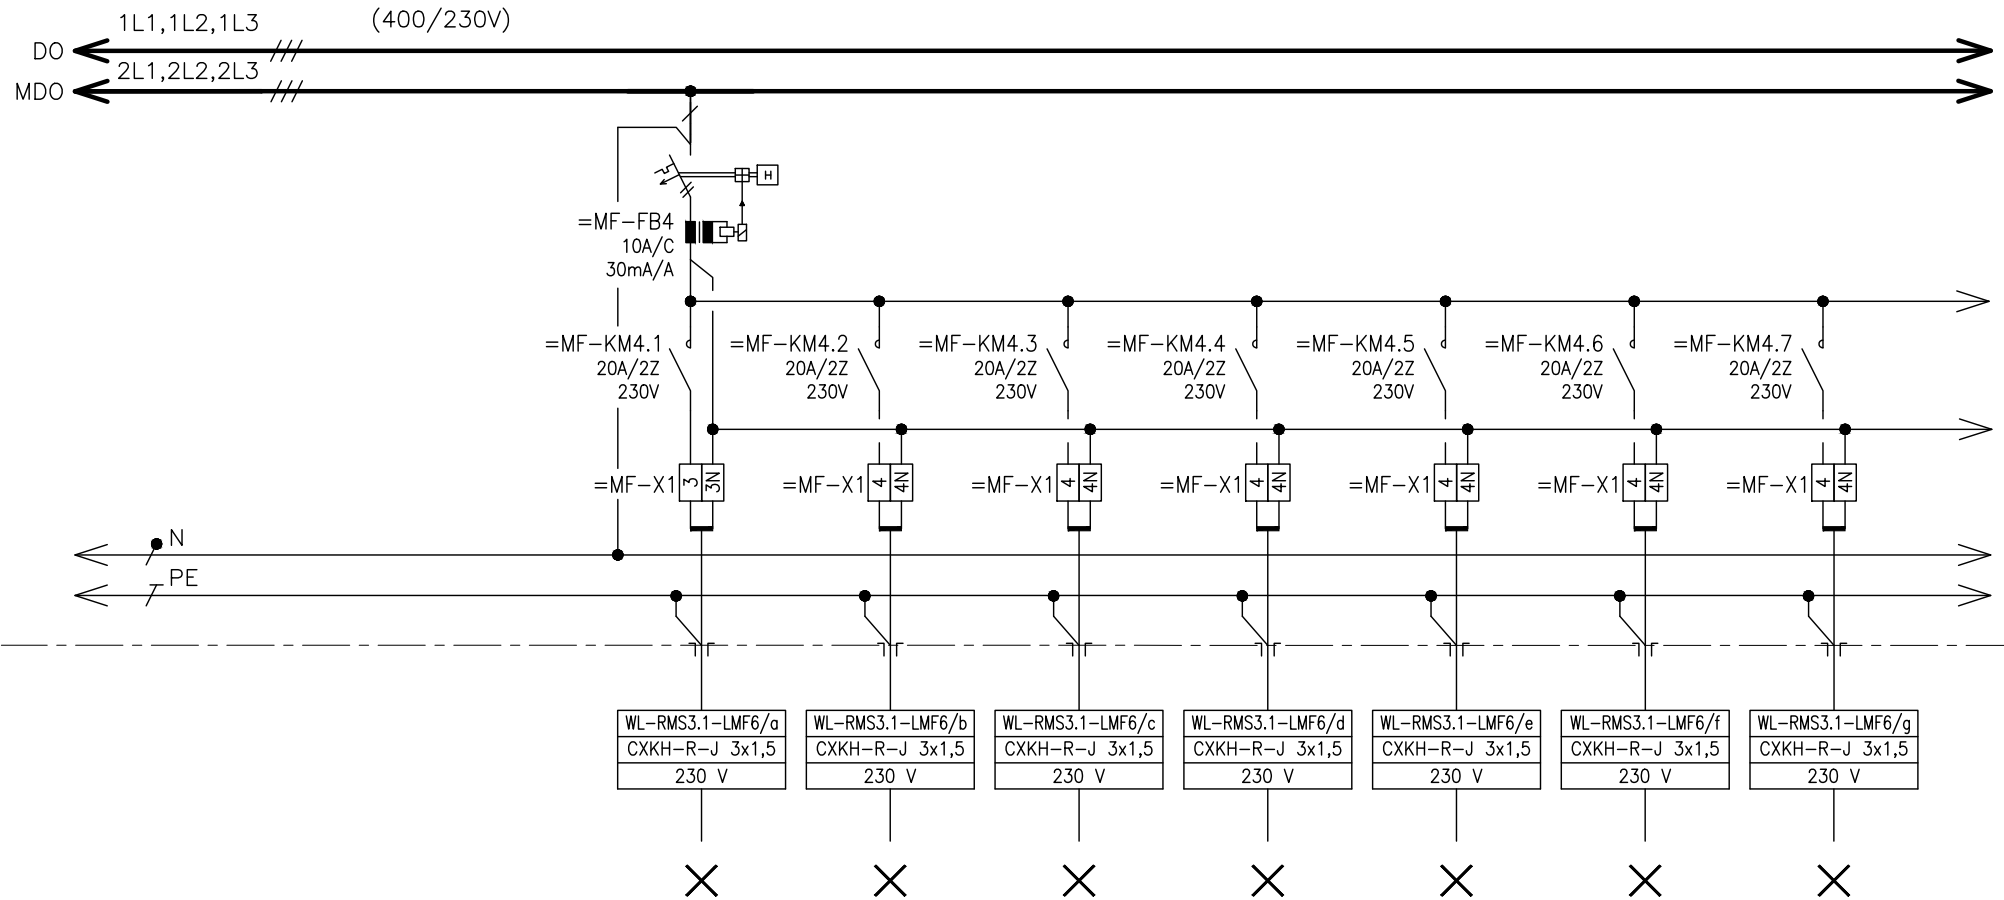 1L1,1L2,1L3 (400/230V)
DO
2L1,2L2,2L3
MDO
H
=MF-FB4
10A/C
30mA/A
=MF-KM4.1 =MF-KM4.2 =MF-KM4.3 =MF-KM4.4 =MF-KM4.5 =MF-KM4.6 =MF-KM4.7
20A/2Z 20A/2Z 20A/2Z 20A/2Z 20A/2Z 20A/2Z 20A/2Z
230V 230V 230V 230V 230V 230V 230V
=MF-X1 3 3N =MF-X1 4 4N =MF-X1 4 4N =MF-X1 4 4N =MF-X1 4 4N =MF-X1 4 4N =MF-X1 4 4N
N
PE
WL-RMS3.1-LMF6/a WL-RMS3.1-LMF6/b WL-RMS3.1-LMF6/c WL-RMS3.1-LMF6/d WL-RMS3.1-LMF6/e WL-RMS3.1-LMF6/f WL-RMS3.1-LMF6/g
CXKH-R-J 3x1,5 CXKH-R-J 3x1,5 CXKH-R-J 3x1,5 CXKH-R-J 3x1,5 CXKH-R-J 3x1,5 CXKH-R-J 3x1,5 CXKH-R-J 3x1,5
230 V 230 V 230 V 230 V 230 V 230 V 230 V